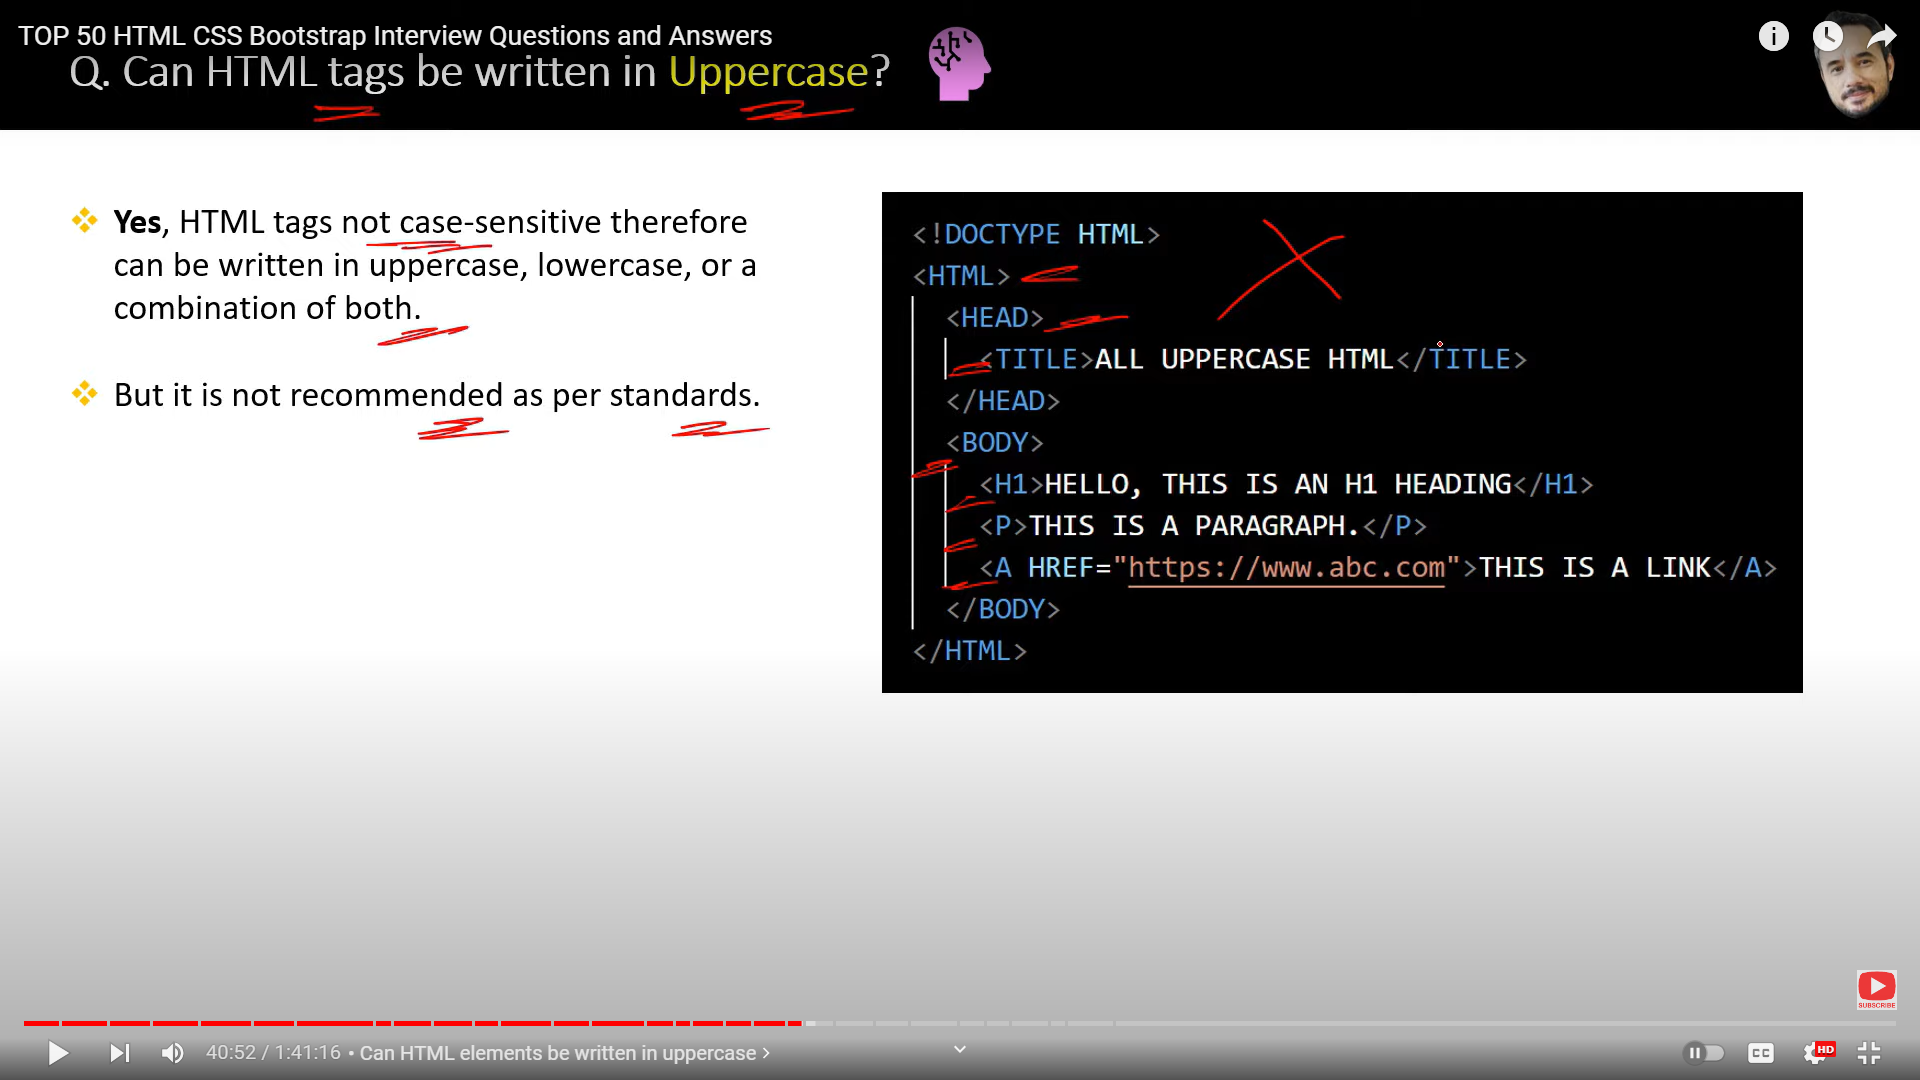 TOP 50 HTML CSS Bootstrap Interview Questions and Answers
Q. Can HTML tags be written in Uppercase?
Yes, HTML tags not case-sensitive therefore
can be written in uppercase, lowercase, or a
combination of both.
But it is not recommended as per standards.
<!DOCTYPE HTML>
<HTML>
<HEAD>
<TITLE>ALL UPPERCASE HTML</TITLE>
</HEAD>
<BODY>
<H1>HELLO, THIS IS AN H1 HEADING</H1>
<P>THIS IS A PARAGRAPH.</P>
<A HREF="https://www.abc.com">THIS IS A LINK</A>
</BODY>
</HTML>
SUBSCRIBE
40:52 / 1:41:16 • Can HTML elements be written in uppercase >
CC
HD